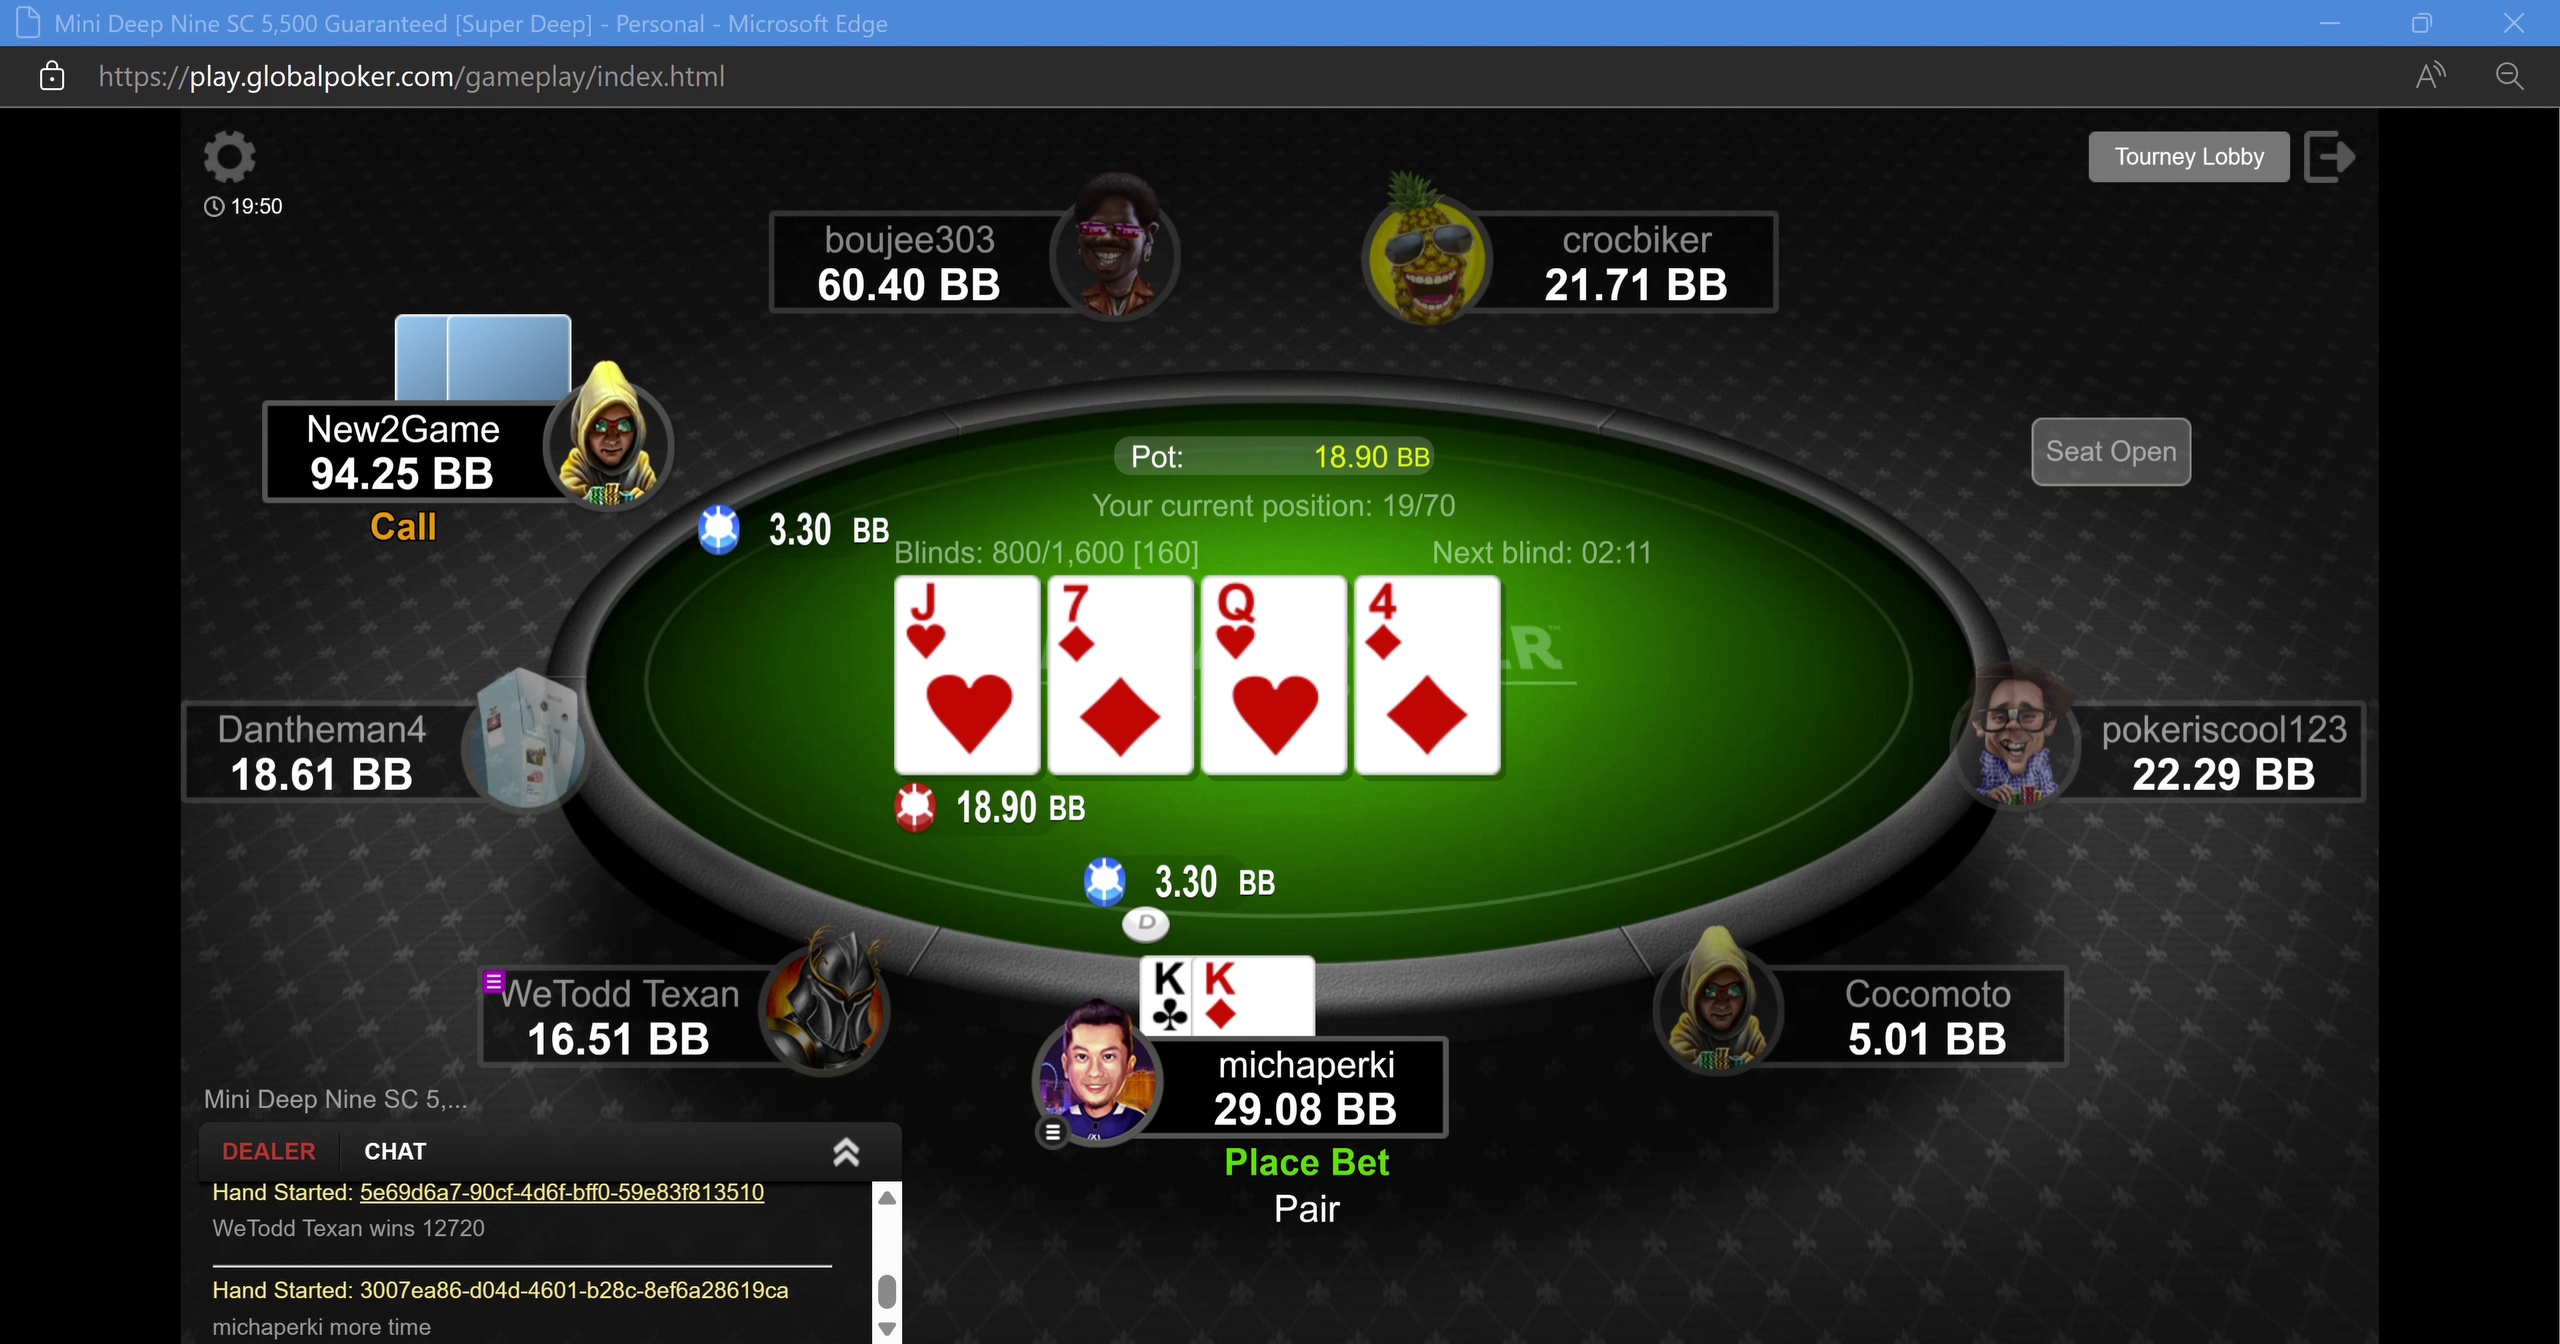 Mini Deep Nine SC 5,500 Guaranteed [Super Deep] - Personal - Microsoft Edge
https://play.globalpoker.com/gameplay/index.html
19:50
Tourney Lobby
boujee303
60.40 BB
crocbiker
21.71 BB
New2Game
94.25 BB
Call
Seat Open
Pot: 18.90 BB
Your current position: 19/70
3.30 BB
Blinds: 800/1,600 [160] Next blind: 02:11
J 7 Q 4
Dantheman4
18.61 BB
pokeriscool123
22.29 BB
18.90 BB
3.30 BB
D
K K
WeTodd Texan
16.51 BB
Cocomoto
5.01 BB
michaperki
29.08 BB
Place Bet
Pair
Mini Deep Nine SC 5,...
DEALER CHAT
Hand Started: 5e69d6a7-90cf-4d6f-bff0-59e83f813510
WeTodd Texan wins 12720
Hand Started: 3007ea86-d04d-4601-b28c-8ef6a28619ca
michaperki more time